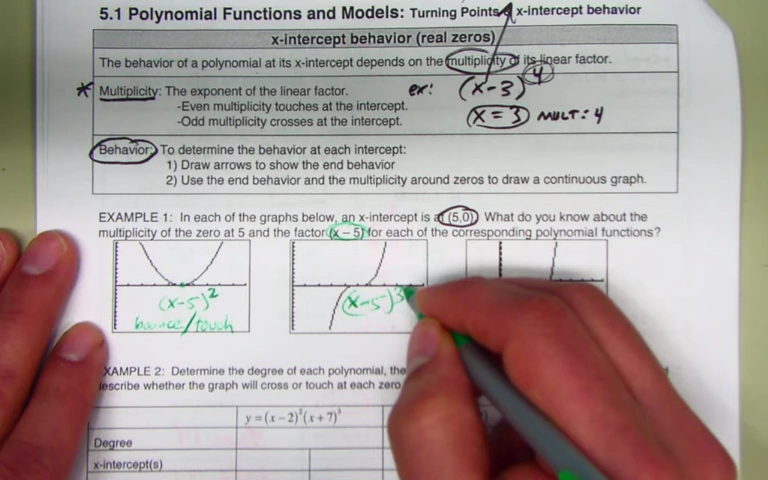 5.1 Polynomial Functions and Models: Turning Points x-intercept behavior
x-intercept behavior (real zeros)
The behavior of a polynomial at its x-intercept depends on the multiplicity of its linear factor.
* Multiplicity: The exponent of the linear factor. ex: (x-3)^4
-Even multiplicity touches at the intercept.
-Odd multiplicity crosses at the intercept. x = 3 MULT: 4
Behavior: To determine the behavior at each intercept:
1) Draw arrows to show the end behavior
2) Use the end behavior and the multiplicity around zeros to draw a continuous graph.
EXAMPLE 1: In each of the graphs below, an x-intercept is at (5,0). What do you know about the
multiplicity of the zero at 5 and the factor (x – 5) for each of the corresponding polynomial functions?
(x-5)^2
bounce/touch
(x-5)^3
XAMPLE 2: Determine the degree of each polynomial, the
escribe whether the graph will cross or touch at each zero
y = (x – 2)²(x + 7)³
Degree
x-intercept(s)